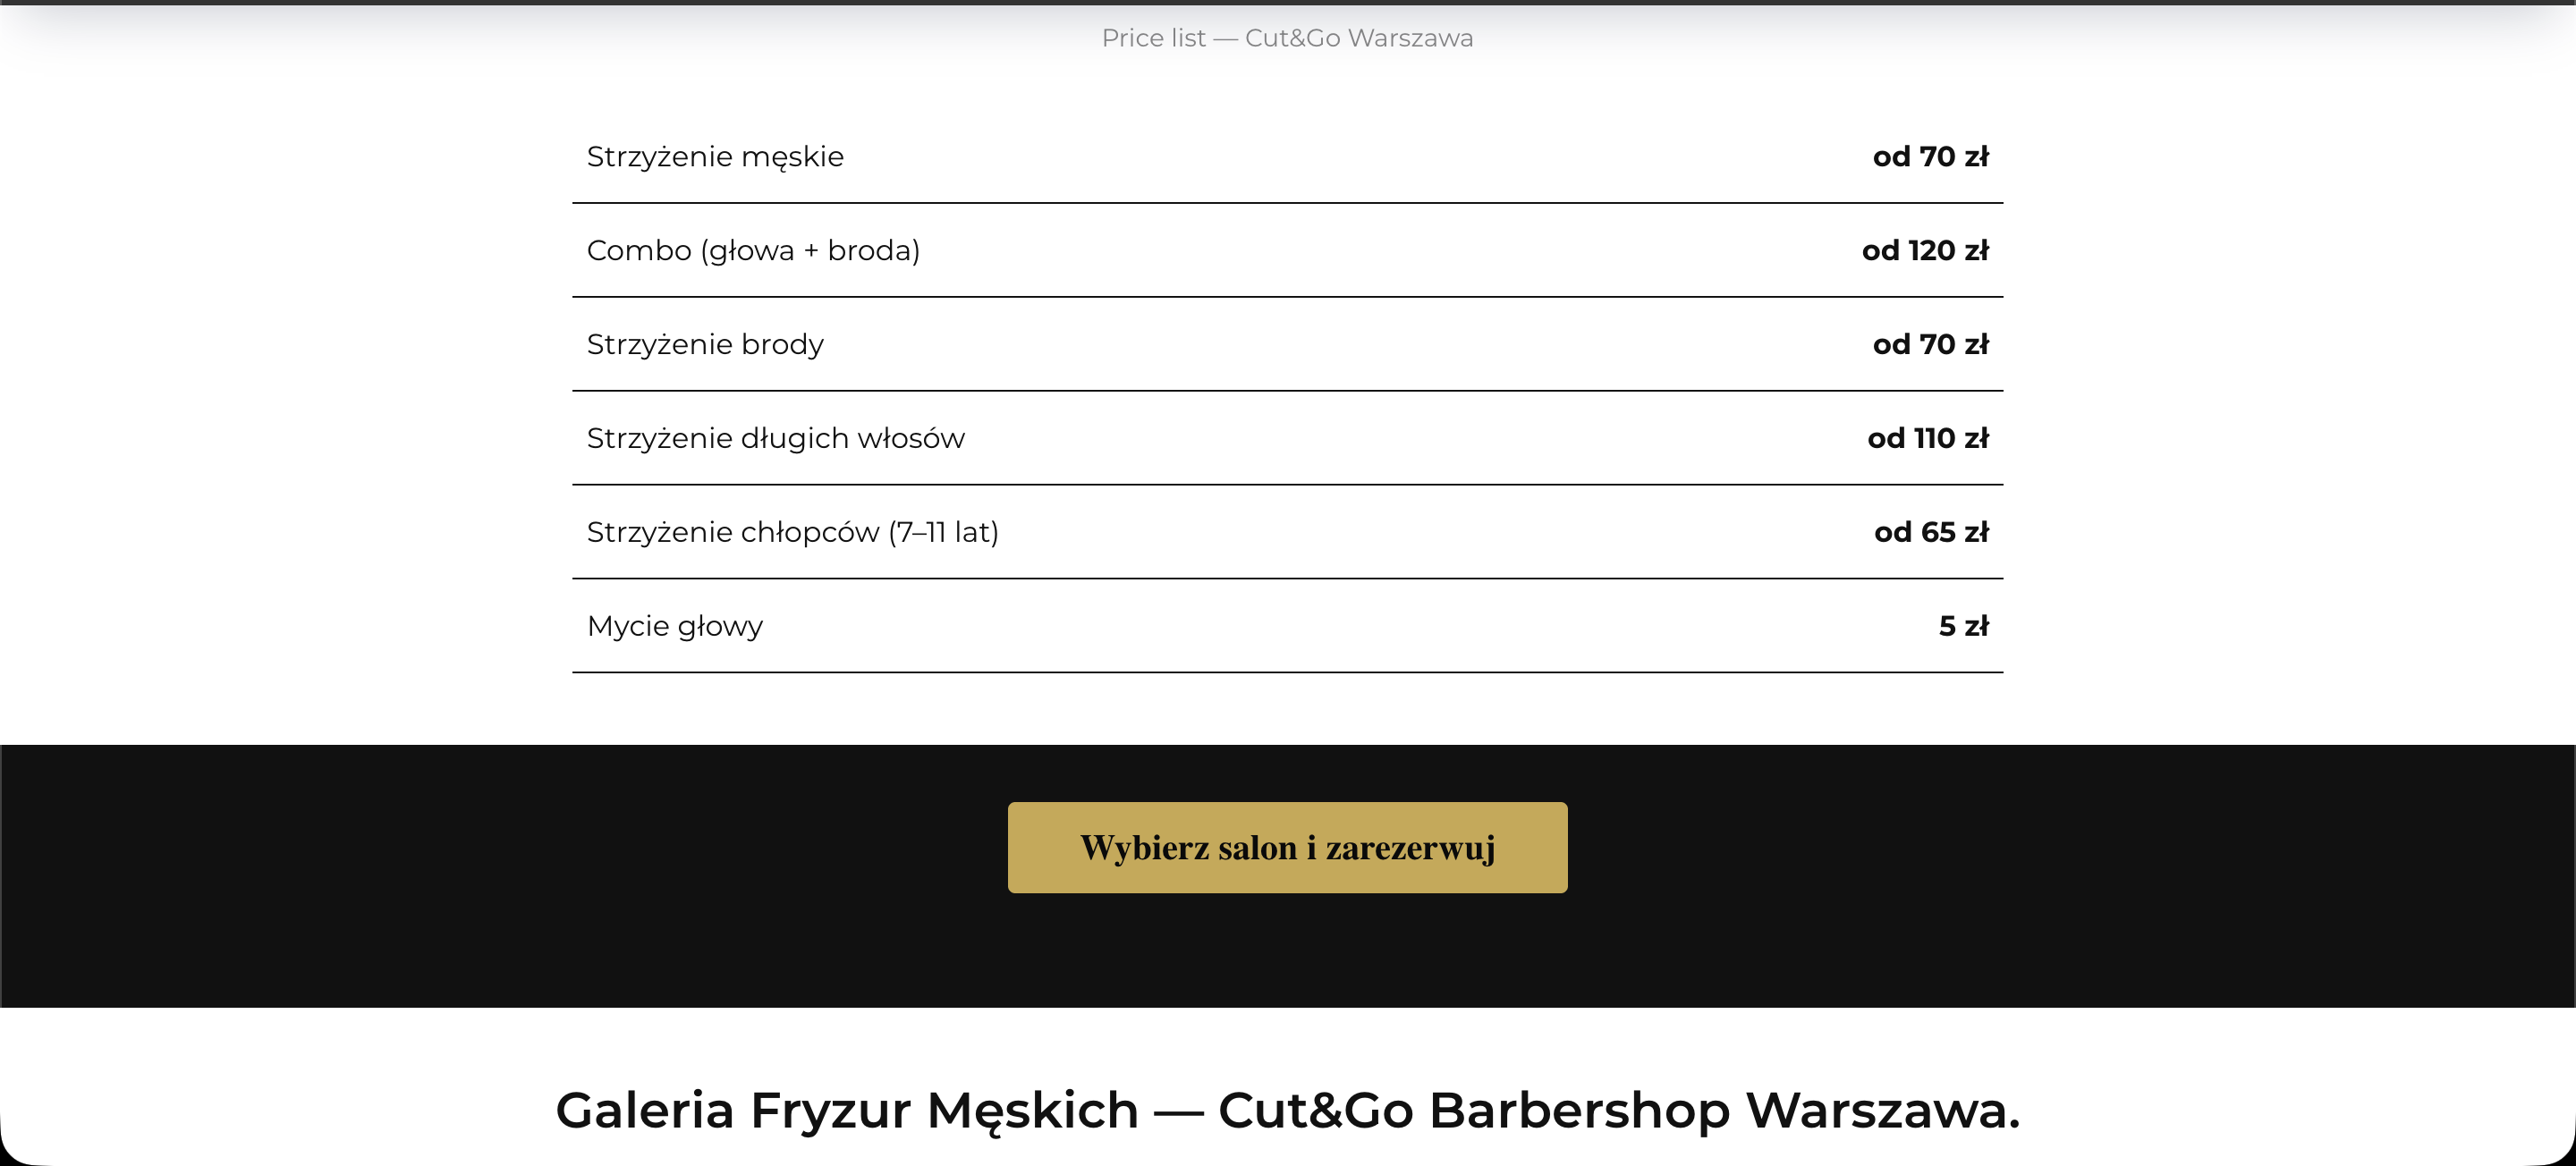 Price list — Cut&Go Warszawa
Strzyżenie męskie od 70 zł
Combo (głowa + broda) od 120 zł
Strzyżenie brody od 70 zł
Strzyżenie długich włosów od 110 zł
Strzyżenie chłopców (7–11 lat) od 65 zł
Mycie głowy 5 zł
Wybierz salon i zarezerwuj
Galeria Fryzur Męskich — Cut&Go Barbershop Warszawa.